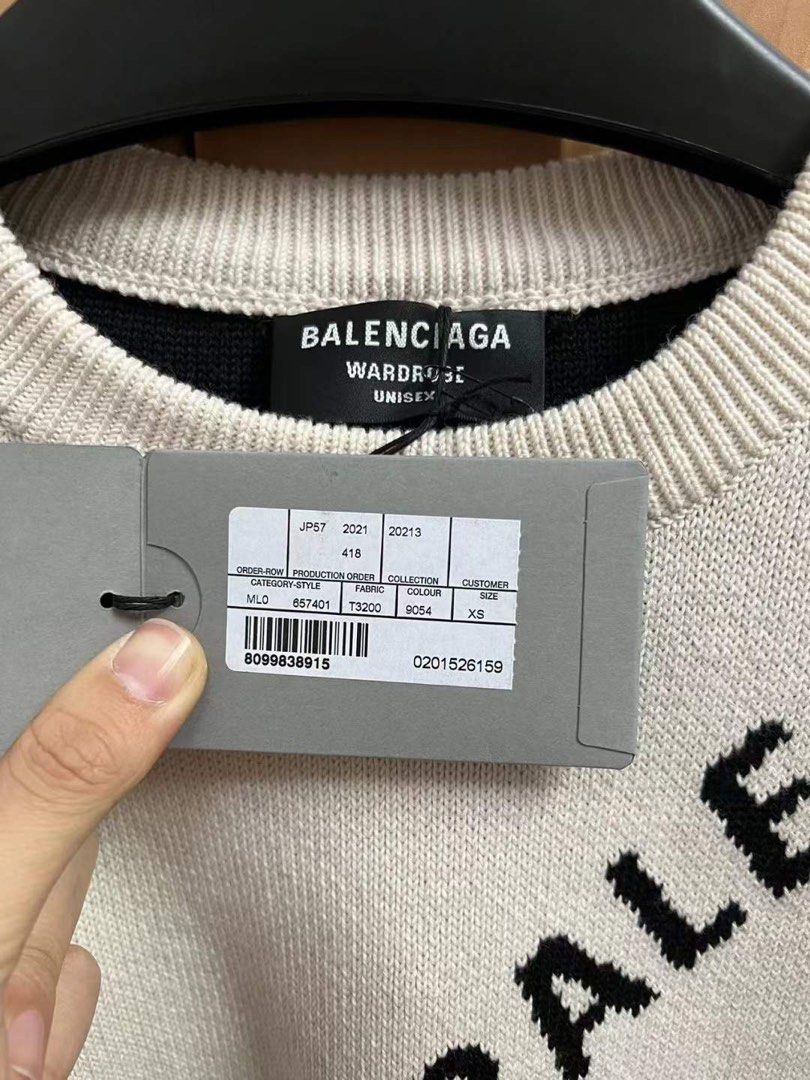 BALENCIAGA
WARDROBE
UNISEX
JP57 2021 20213
418
ORDER-ROW PRODUCTION ORDER COLLECTION CUSTOMER
CATEGORY-STYLE FABRIC COLOUR SIZE
ML0 657401 T3200 9054 XS
8099838915 0201526159
BALE